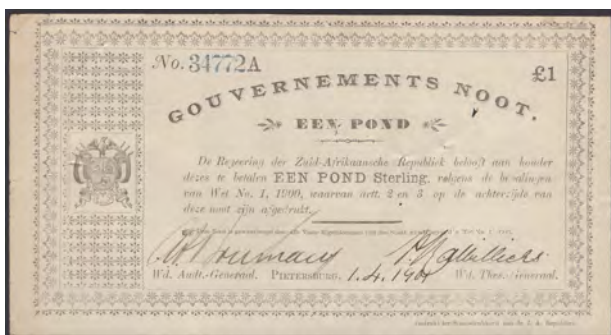 No. 34772A
£1
GOUVERNEMENTS NOOT.
EEN POND
De Regeering der Zuid-Afrikaansche Republiek belooft aan houder
dezes te betalen EEN POND Sterling, volgens de bepalingen
van Wet No. 1, 1900, waarvan artt. 2 en 3 op de achterzijde van
deze noot zijn afgedrukt.
Wd. Audt.-Generaal. PIETERSBURG, 1.4.1901 Wd. Thes.-Generaal.